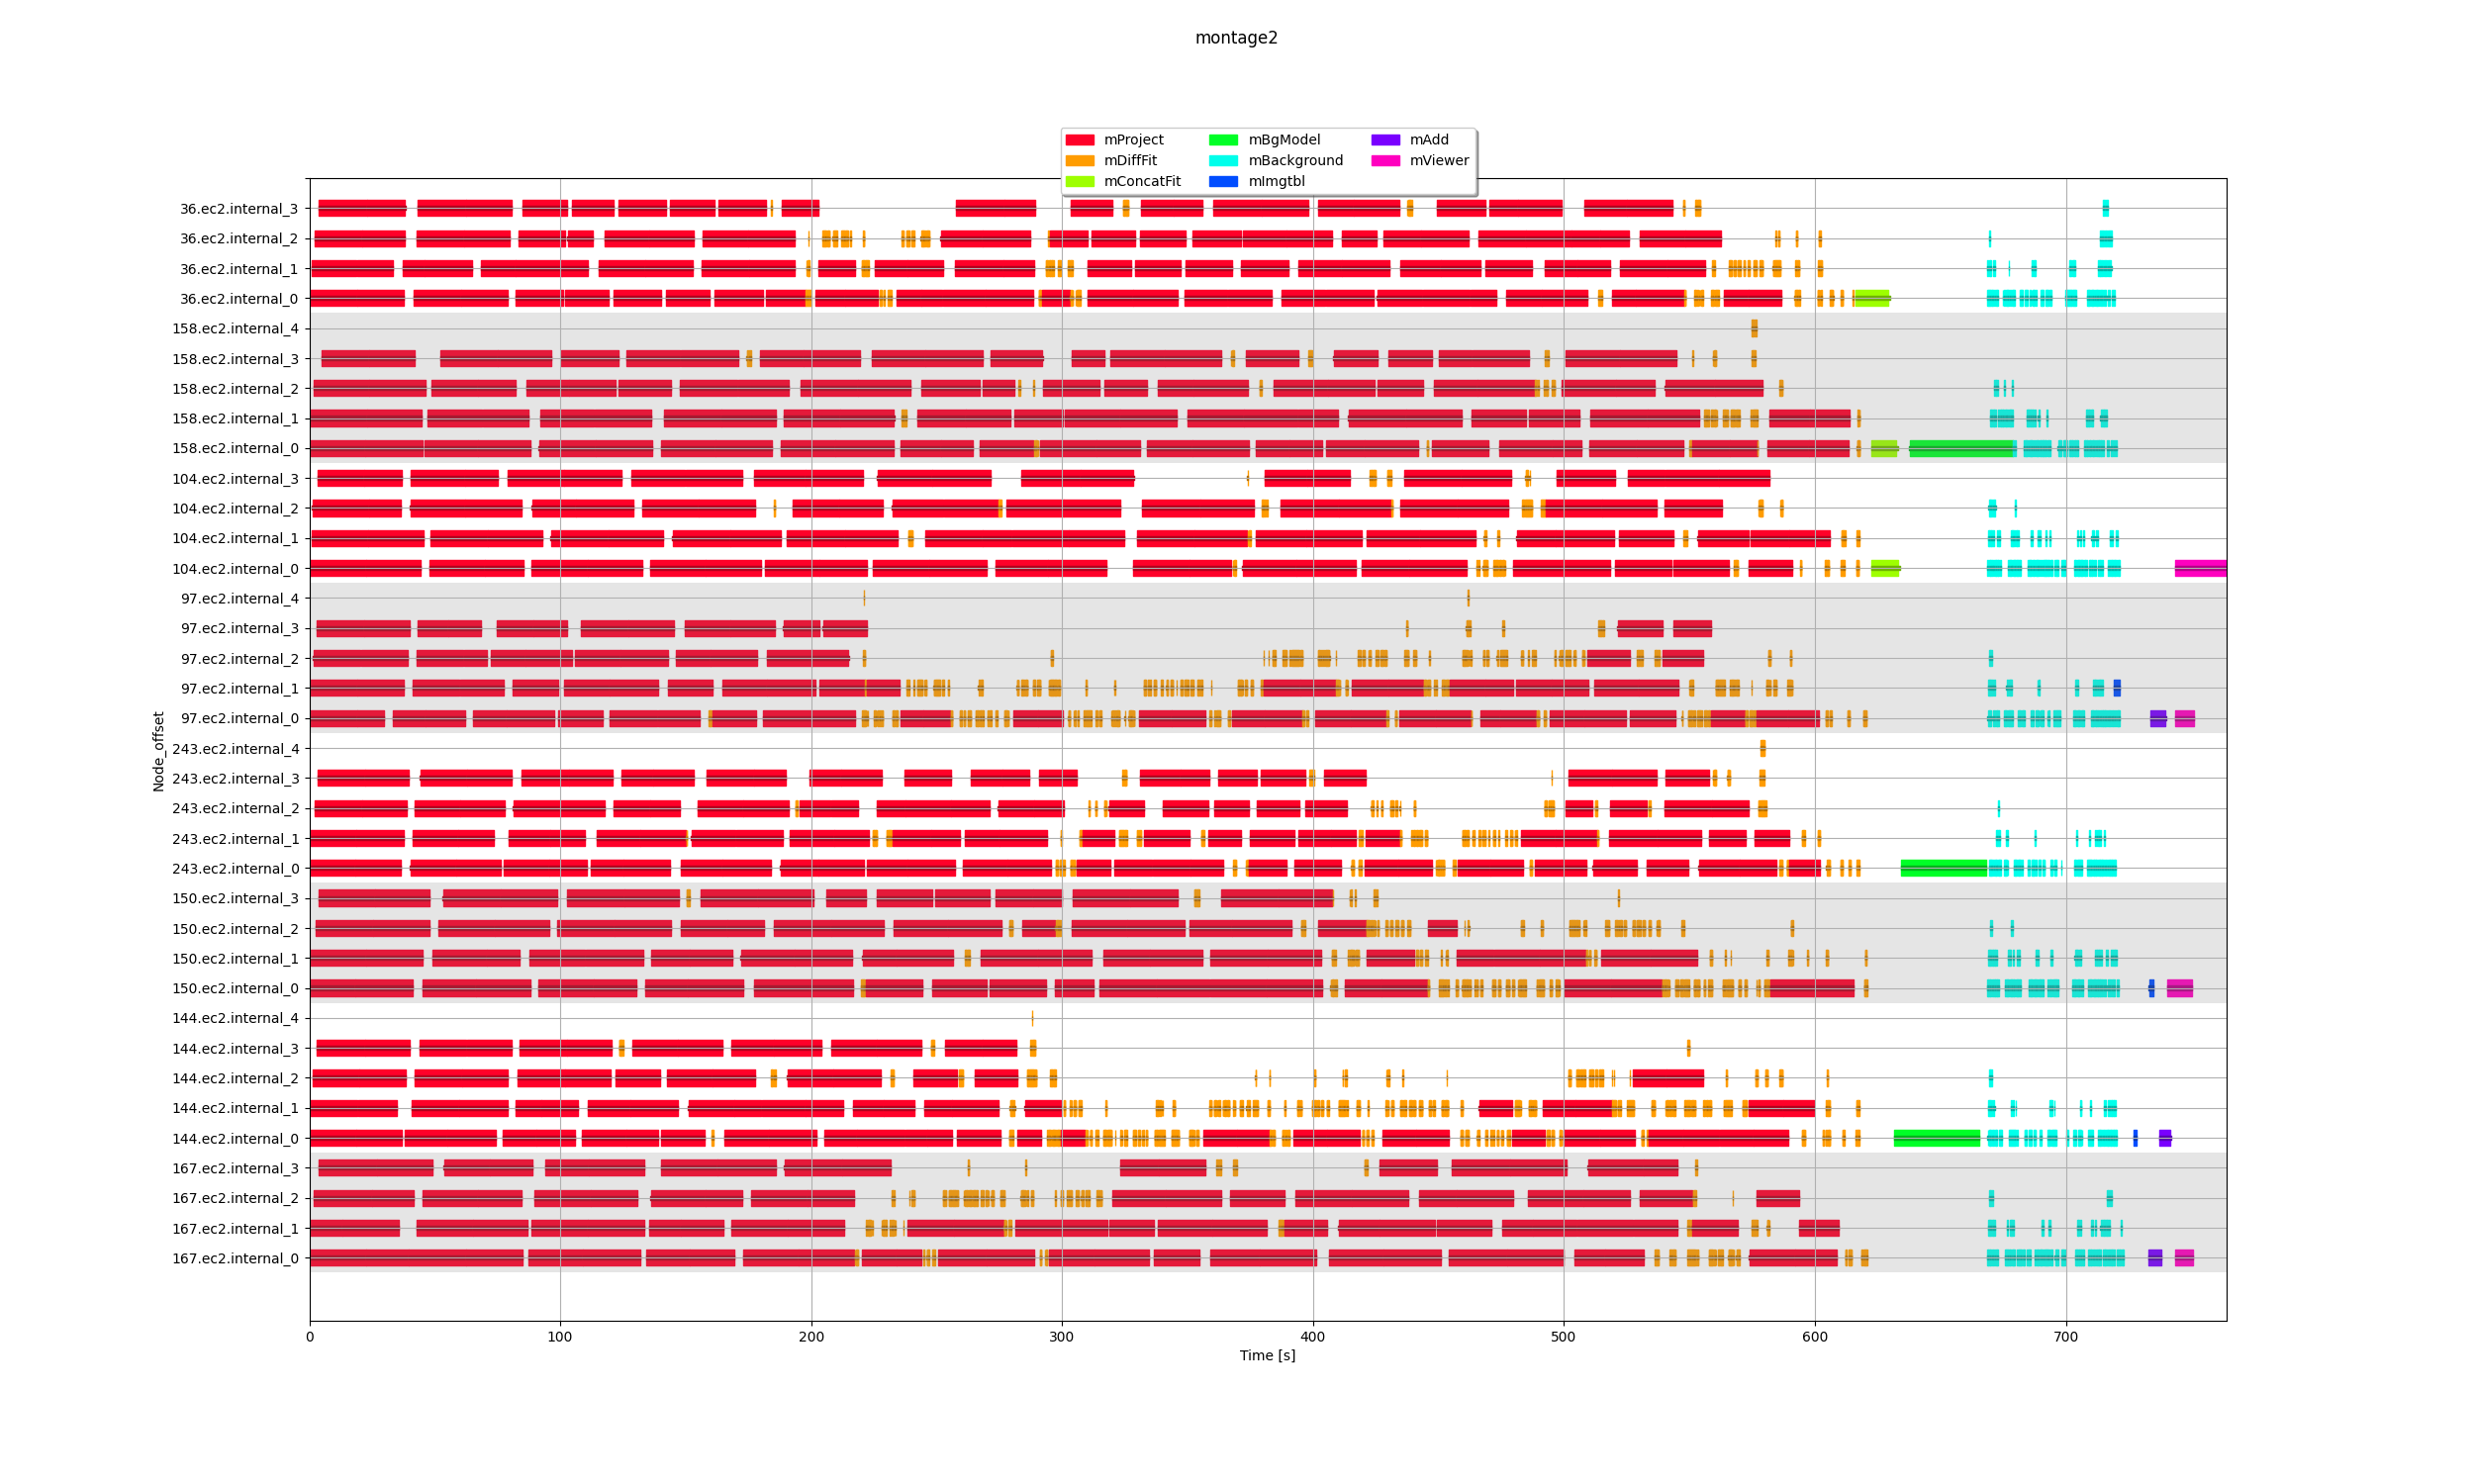 montage2
mProject mBgModel mAdd
mDiffFit mBackground mViewer
mConcatFit mImgtbl
36.ec2.internal_3
36.ec2.internal_2
36.ec2.internal_1
36.ec2.internal_0
158.ec2.internal_4
158.ec2.internal_3
158.ec2.internal_2
158.ec2.internal_1
158.ec2.internal_0
104.ec2.internal_3
104.ec2.internal_2
104.ec2.internal_1
104.ec2.internal_0
97.ec2.internal_4
97.ec2.internal_3
97.ec2.internal_2
97.ec2.internal_1
97.ec2.internal_0
Node_offset
243.ec2.internal_4
243.ec2.internal_3
243.ec2.internal_2
243.ec2.internal_1
243.ec2.internal_0
150.ec2.internal_3
150.ec2.internal_2
150.ec2.internal_1
150.ec2.internal_0
144.ec2.internal_4
144.ec2.internal_3
144.ec2.internal_2
144.ec2.internal_1
144.ec2.internal_0
167.ec2.internal_3
167.ec2.internal_2
167.ec2.internal_1
167.ec2.internal_0
0 100 200 300 400 500 600 700
Time [s]